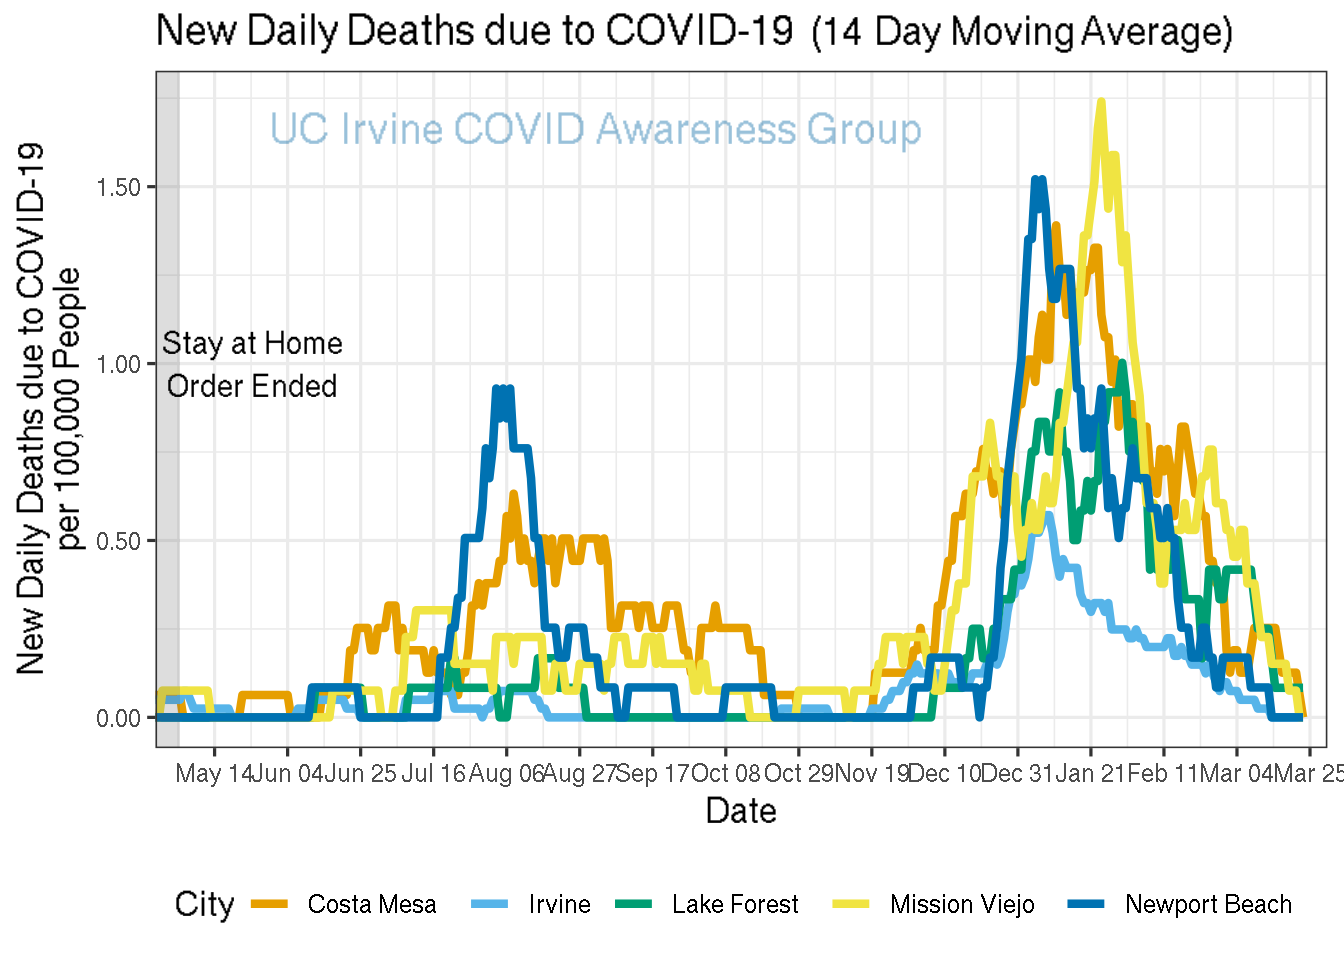 New Daily Deaths due to COVID-19 (14 Day Moving Average)
UC Irvine COVID Awareness Group
New Daily Deaths due to COVID-19
per 100,000 People
1.50
1.00
0.50
0.00
Stay at Home
Order Ended
May 14 Jun 04 Jun 25 Jul 16 Aug 06 Aug 27 Sep 17 Oct 08 Oct 29 Nov 19 Dec 10 Dec 31 Jan 21 Feb 11 Mar 04 Mar 25
Date
City Costa Mesa Irvine Lake Forest Mission Viejo Newport Beach